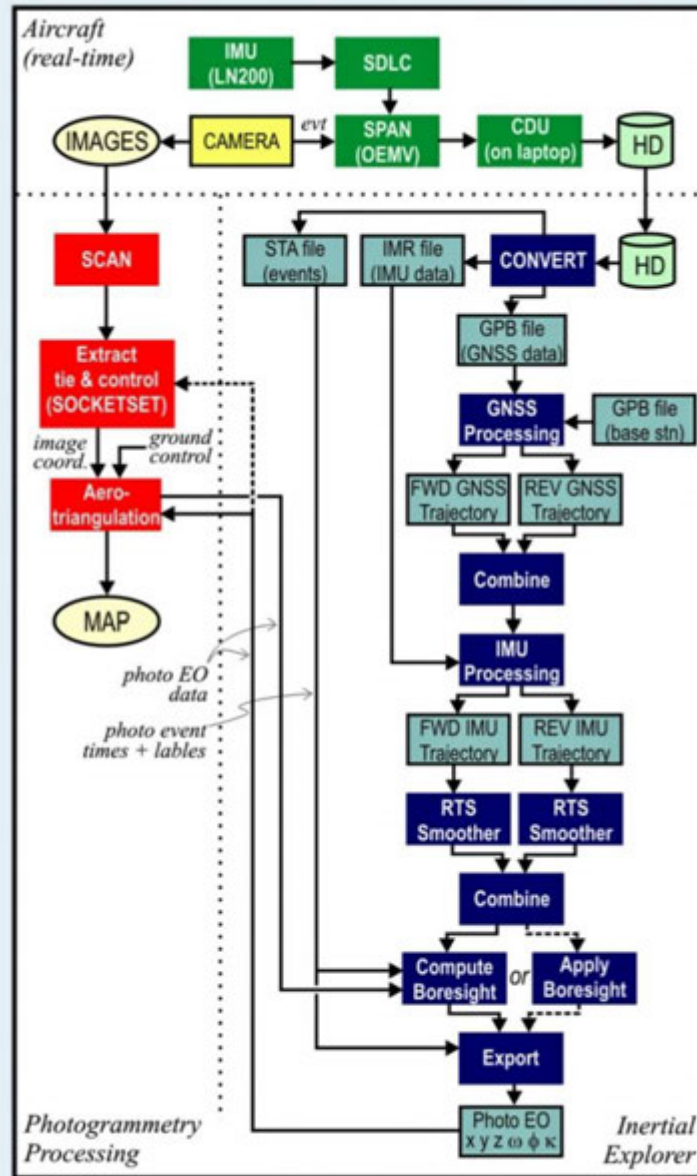 Aircraft
(real-time)
IMU
(LN200)
SDLC
IMAGES
CAMERA
evt
SPAN
(OEMV)
CDU
(on laptop)
HD
SCAN
STA file
(events)
IMR file
(IMU data)
CONVERT
HD
GPB file
(GNSS data)
Extract
tie & control
(SOCKETSET)
GNSS
Processing
GPB file
(base stn)
image
coord.
ground
control
FWD GNSS
Trajectory
REV GNSS
Trajectory
Aero-
triangulation
Combine
MAP
IMU
Processing
photo EO
data
photo event
times + lables
FWD IMU
Trajectory
REV IMU
Trajectory
RTS
Smoother
RTS
Smoother
Combine
Compute
Boresight
or
Apply
Boresight
Export
Photo EO
x y z ω ϕ κ
Photogrammetry
Processing
Inertial
Explorer